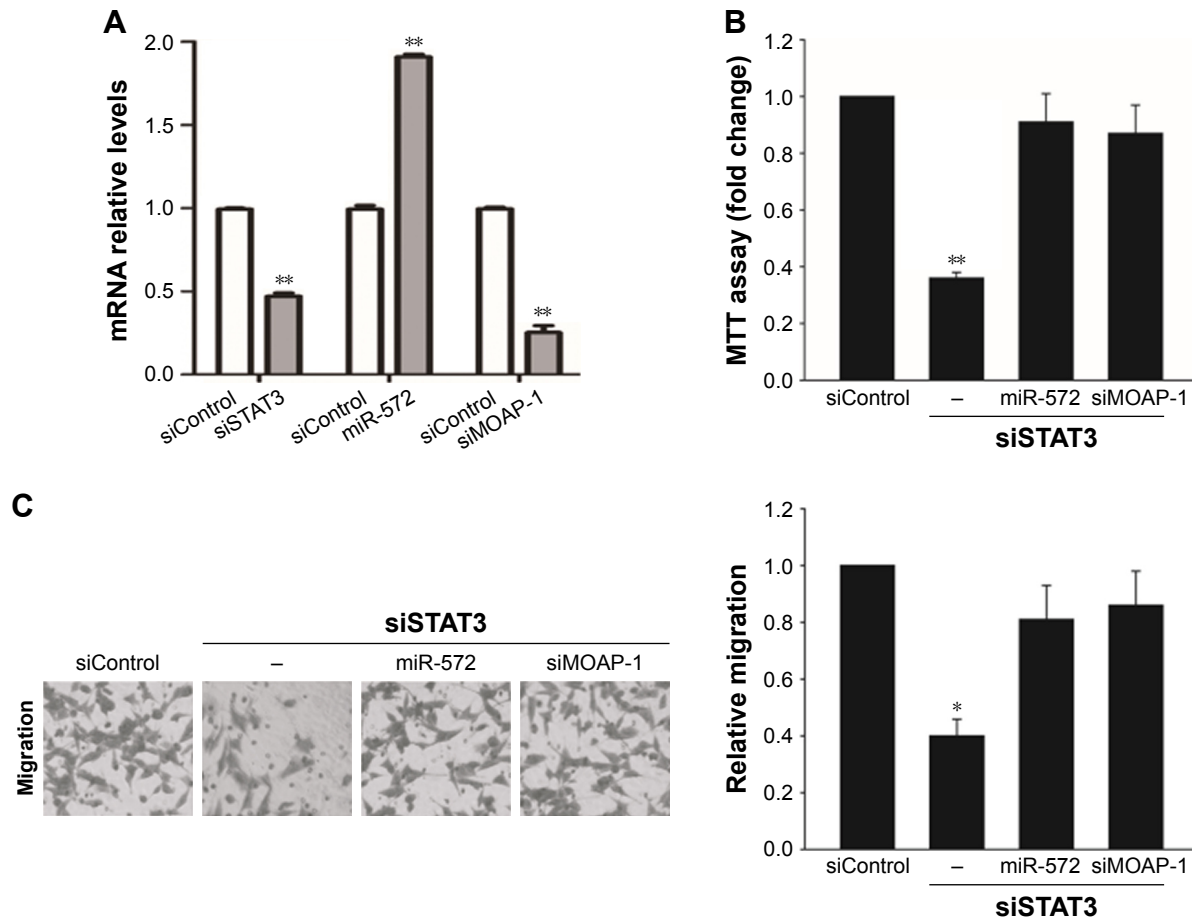 A
mRNA relative levels
2.0
1.5
1.0
0.5
0.0
**
**
**
siControl
siSTAT3
siControl
miR-572
siControl
siMOAP-1
B
MTT assay (fold change)
1.2
1.0
0.8
0.6
0.4
0.2
0.0
**
siControl – miR-572 siMOAP-1
siSTAT3
C
siSTAT3
siControl – miR-572 siMOAP-1
Migration
Relative migration
1.2
1.0
0.8
0.6
0.4
0.2
0.0
*
siControl – miR-572 siMOAP-1
siSTAT3